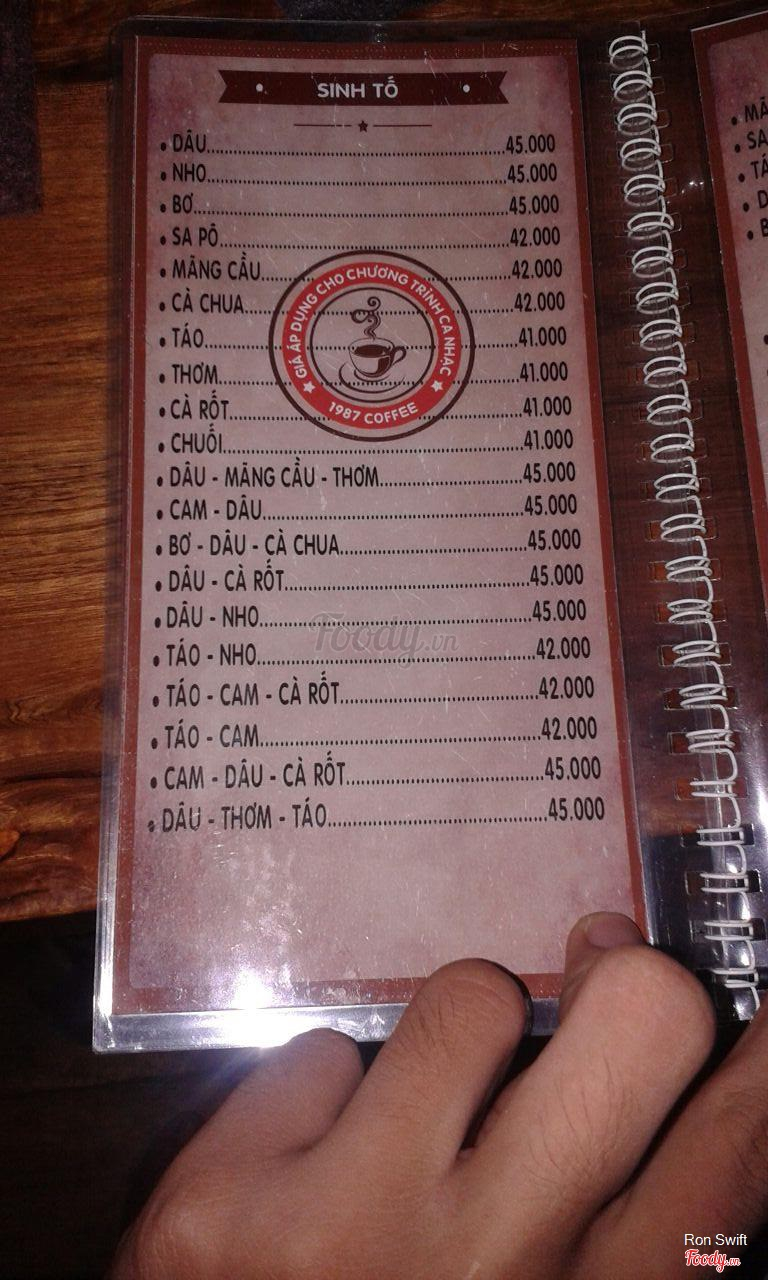 SINH TỐ
• DÂU..........45.000
• NHO..........45.000
• BƠ..........45.000
• SA PÔ..........42.000
• MÃNG CẦU..........42.000
• CÀ CHUA..........42.000
• TÁO..........41.000
• THƠM..........41.000
• CÀ RỐT..........41.000
• CHUỐI..........41.000
• DÂU - MÃNG CẦU - THƠM..........45.000
• CAM - DÂU..........45.000
• BƠ - DÂU - CÀ CHUA..........45.000
• DÂU - CÀ RỐT..........45.000
• DÂU - NHO..........45.000
• TÁO - NHO..........42.000
• TÁO - CAM - CÀ RỐT..........42.000
• TÁO - CAM..........42.000
• CAM - DÂU - CÀ RỐT..........45.000
• DÂU - THƠM - TÁO..........45.000
GIÁ ÁP DỤNG CHO CHƯƠNG TRÌNH CA NHẠC
1987 COFFEE
Foody.vn
Ron Swift
Foody.vn